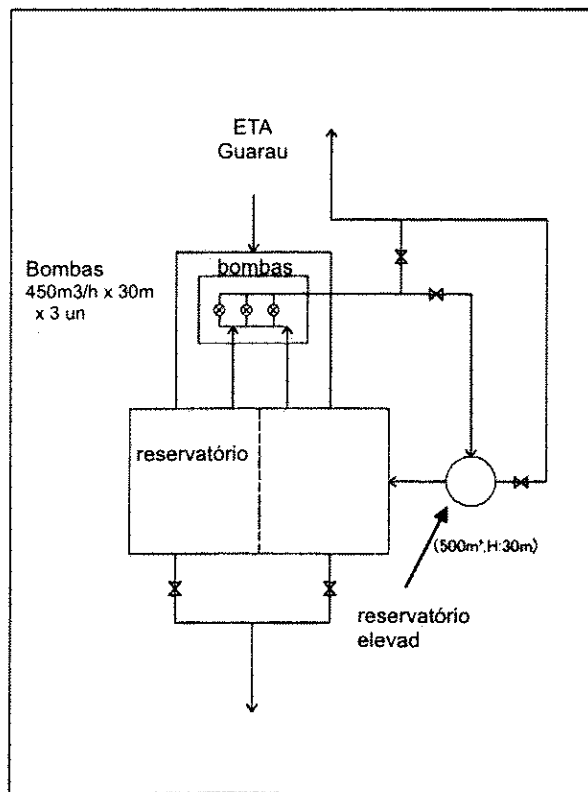 ETA
Guarau
Bombas
450m3/h x 30m
x 3 un
bombas
reservatório
(500m³,H:30m)
reservatório
elevad